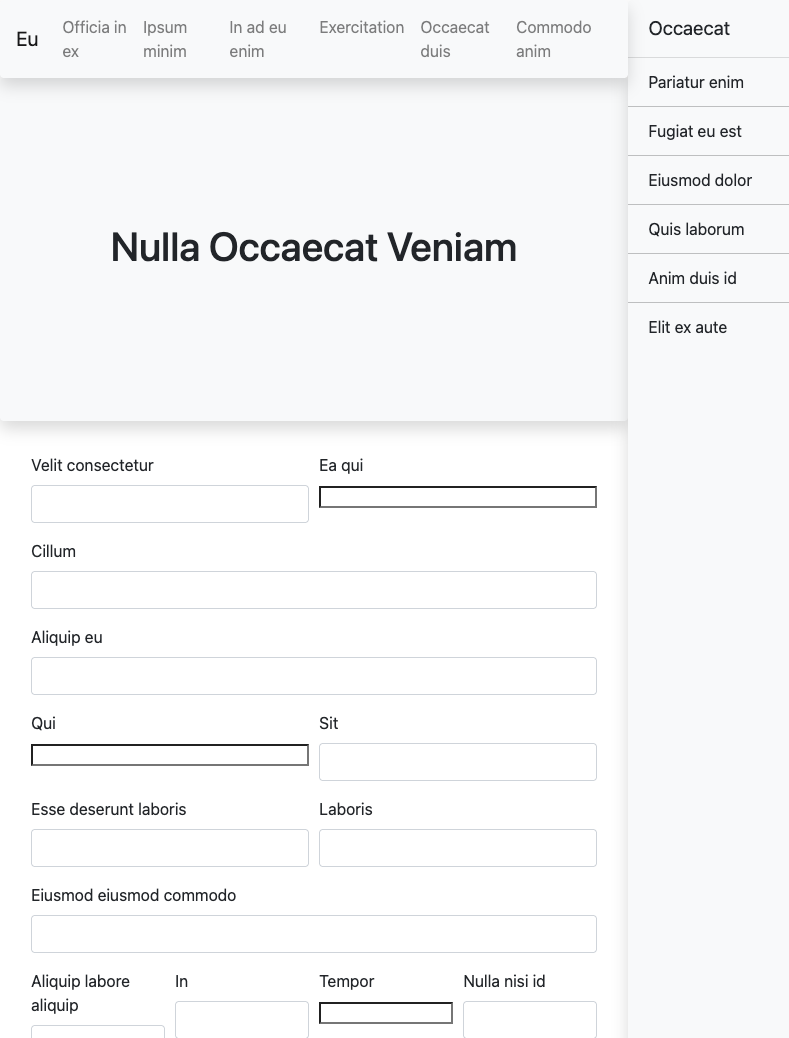 Eu
Officia in ex
Ipsum minim
In ad eu enim
Exercitation
Occaecat duis
Commodo anim
Occaecat
Pariatur enim
Fugiat eu est
Eiusmod dolor
Quis laborum
Anim duis id
Elit ex aute
Nulla Occaecat Veniam
Velit consectetur
Ea qui
Cillum
Aliquip eu
Qui
Sit
Esse deserunt laboris
Laboris
Eiusmod eiusmod commodo
Aliquip labore aliquip
In
Tempor
Nulla nisi id